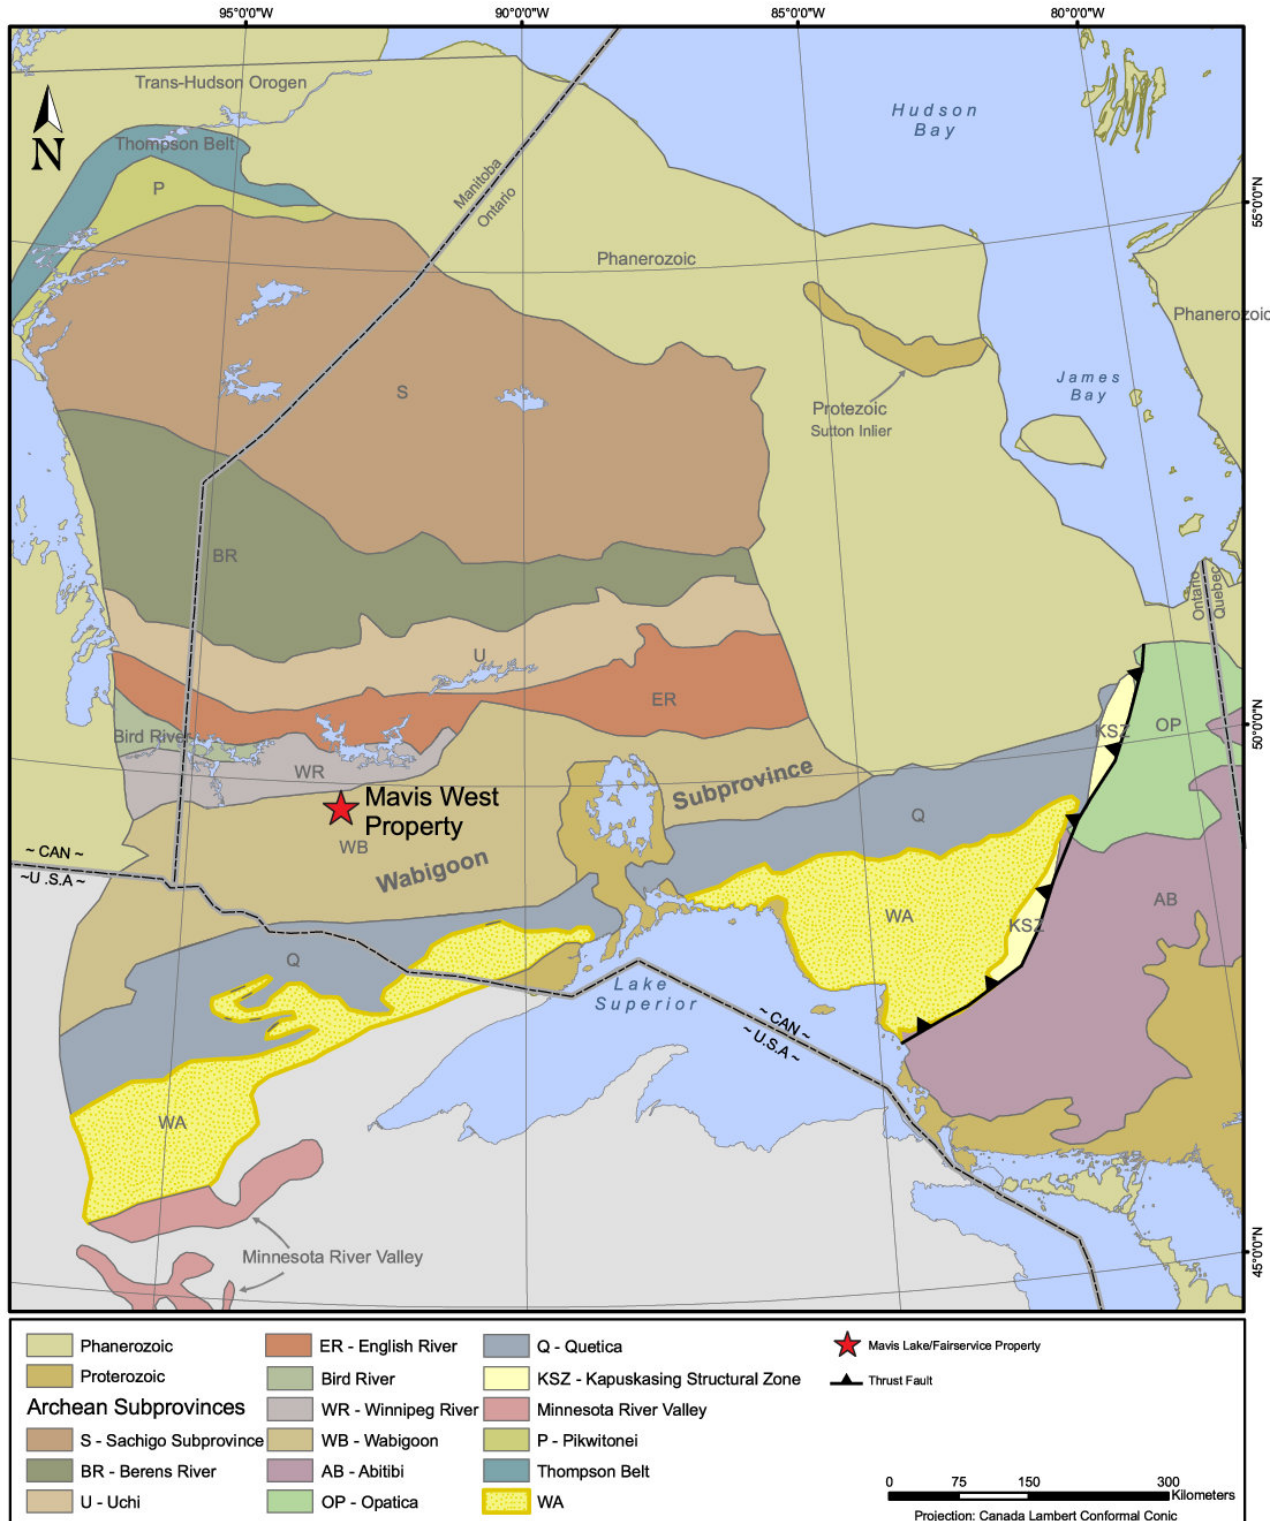 95°0'0"W
90°0'0"W
85°0'0"W
80°0'0"W
Trans-Hudson Orogen
Hudson
Bay
N
Thompson Belt
P
Manitoba
Ontario
55°0'0"N
Phanerozoic
Phanerozoic
S
James
Bay
Protezoic
Sutton Inlier
BR
Ontario
Quebec
U
ER
KSZ
OP
50°0'0"N
Bird River
WR
Subprovince
Mavis West
Property
Q
WB
Wabigoon
~ CAN ~
~U .S.A ~
WA
AB
KSZ
Q
Lake
Superior
~ CAN ~
~ U.S.A ~
WA
Minnesota River Valley
45°0'0"N
Phanerozoic
Proterozoic
Archean Subprovinces
S - Sachigo Subprovince
BR - Berens River
U - Uchi
ER - English River
Bird River
WR - Winnipeg River
WB - Wabigoon
AB - Abitibi
OP - Opatica
Q - Quetica
KSZ - Kapuskasing Structural Zone
Minnesota River Valley
P - Pikwitonei
Thompson Belt
WA
Mavis Lake/Fairservice Property
Thrust Fault
0 75 150 300
Kilometers
Projection: Canada Lambert Conformal Conic